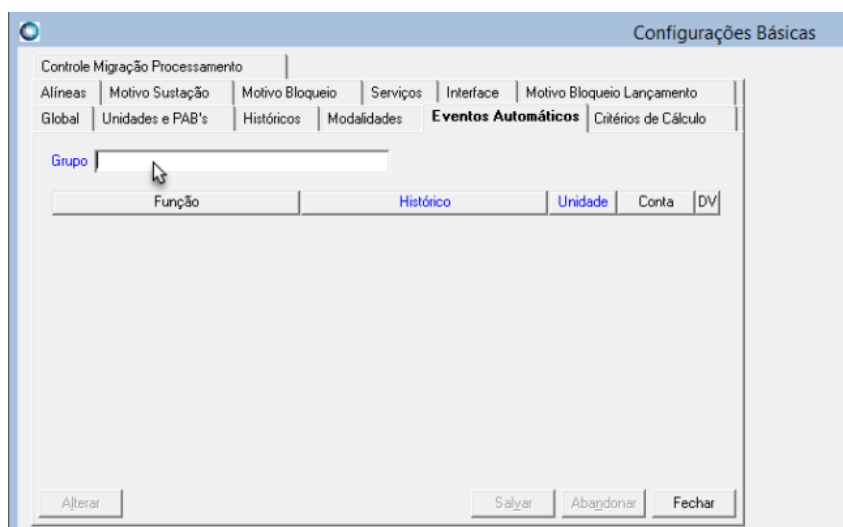 Configurações Básicas
Controle Migração Processamento
Alíneas Motivo Sustação Motivo Bloqueio Serviços Interface Motivo Bloqueio Lançamento
Global Unidades e PAB's Históricos Modalidades Eventos Automáticos Critérios de Cálculo
Grupo
Função Histórico Unidade Conta DV
Alterar Salvar Abandonar Fechar